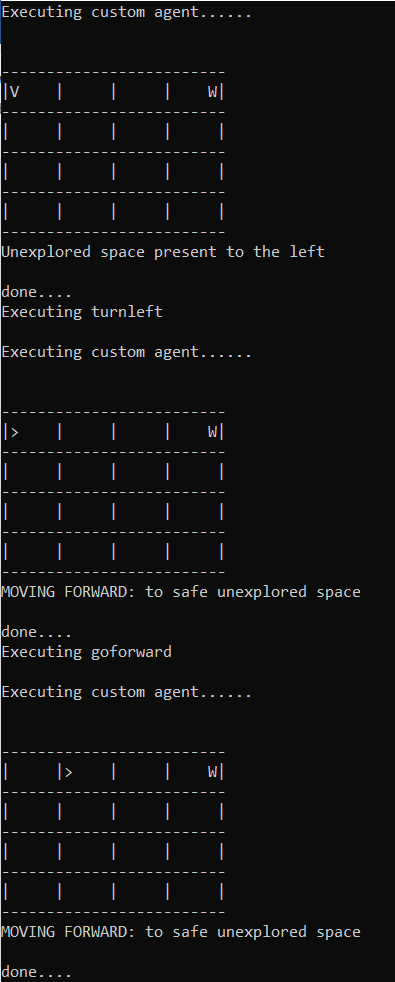 Executing custom agent......
-------------------------
|V    |     |     |    W|
-------------------------
|     |     |     |     |
-------------------------
|     |     |     |     |
-------------------------
|     |     |     |     |
-------------------------
Unexplored space present to the left
done....
Executing turnleft
Executing custom agent......
-------------------------
|>    |     |     |    W|
-------------------------
|     |     |     |     |
-------------------------
|     |     |     |     |
-------------------------
|     |     |     |     |
-------------------------
MOVING FORWARD: to safe unexplored space
done....
Executing goforward
Executing custom agent......
-------------------------
|     |>    |     |    W|
-------------------------
|     |     |     |     |
-------------------------
|     |     |     |     |
-------------------------
|     |     |     |     |
-------------------------
MOVING FORWARD: to safe unexplored space
done....